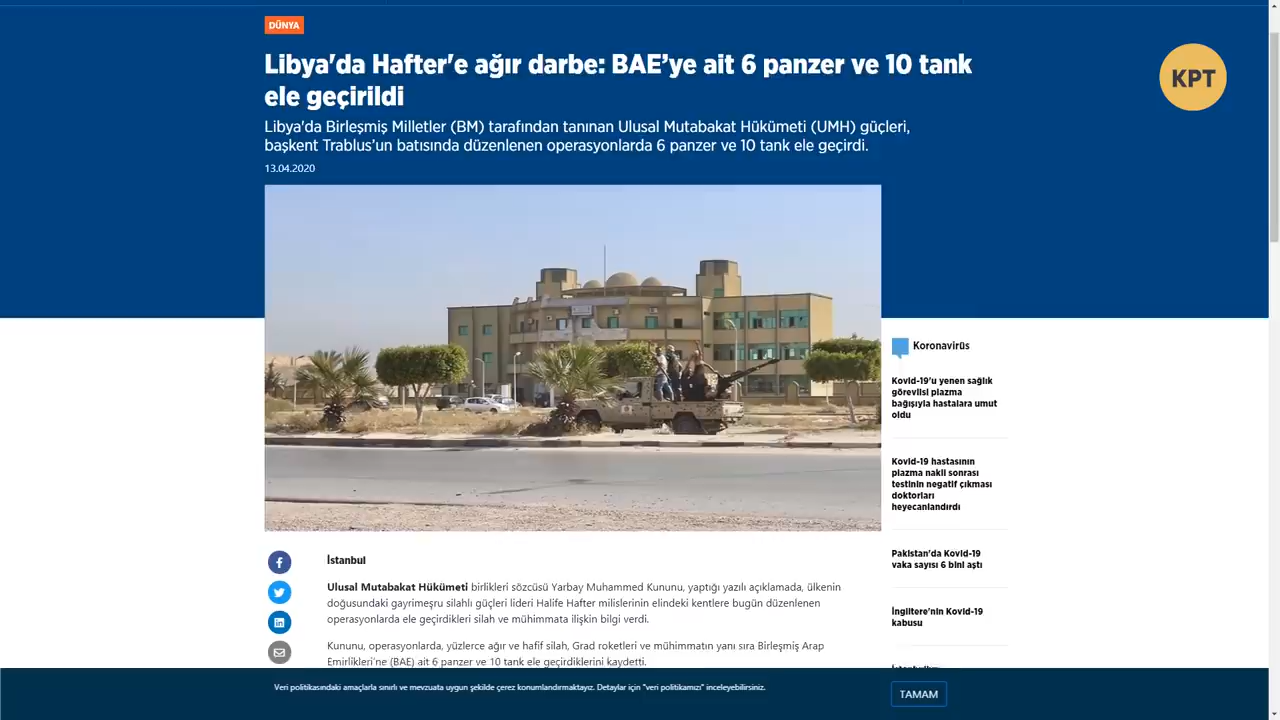 DÜNYA
Libya'da Hafter'e ağır darbe: BAE’ye ait 6 panzer ve 10 tank
ele geçirildi
KPT
Libya'da Birleşmiş Milletler (BM) tarafından tanınan Ulusal Mutabakat Hükümeti (UMH) güçleri,
başkent Trablus’un batısında düzenlenen operasyonlarda 6 panzer ve 10 tank ele geçirdi.
13.04.2020
Koronavirüs
Kovid-19'u yenen sağlık
görevlisi plazma
bağışıyla hastalara umut
oldu
Kovid-19 hastasının
plazma nakli sonrası
testinin negatif çıkması
doktorları
heyecanlandırdı
Pakistan'da Kovid-19
vaka sayısı 6 bini aştı
İngiltere'nin Kovid-19
kabusu
İstanbul
Ulusal Mutabakat Hükümeti birlikleri sözcüsü Yarbay Muhammed Kununu, yaptığı yazılı açıklamada, ülkenin
doğusundaki gayrimeşru silahlı güçleri lideri Halife Hafter milislerinin elindeki kentlere bugün düzenlenen
operasyonlarda ele geçirdikleri silah ve mühimmata ilişkin bilgi verdi.
Kununu, operasyonlarda, yüzlerce ağır ve hafif silah, Grad roketleri ve mühimmatın yanı sıra Birleşmiş Arap
Emirlikleri’ne (BAE) ait 6 panzer ve 10 tank ele geçirdiklerini kaydetti.
Veri politikasındaki amaçlarla sınırlı ve mevzuata uygun şekilde çerez konumlandırmaktayız. Detaylar için "veri politikamızı" inceleyebilirsiniz.
TAMAM